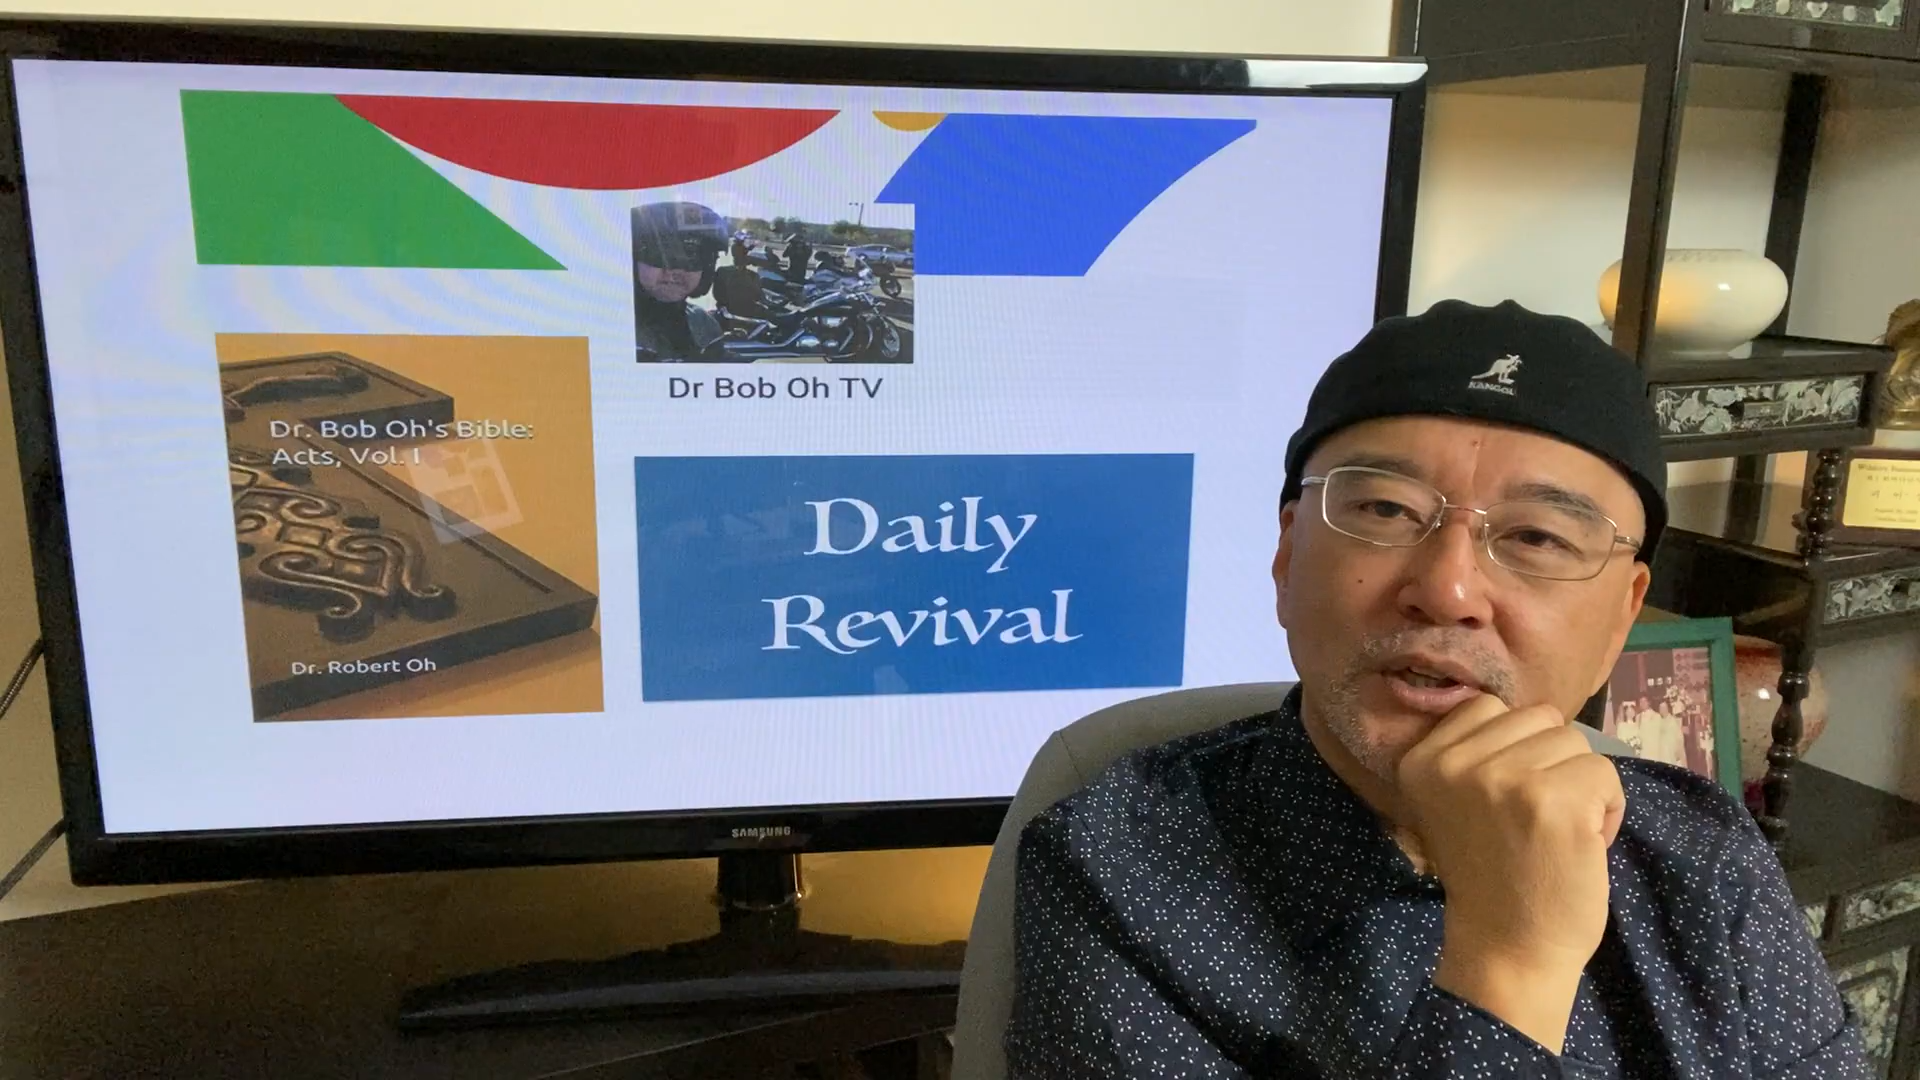 Dr Bob Oh TV
Dr. Bob Oh's Bible:
Acts, Vol. I
Dr. Robert Oh
Daily
Revival
SAMSUNG
KANGOL